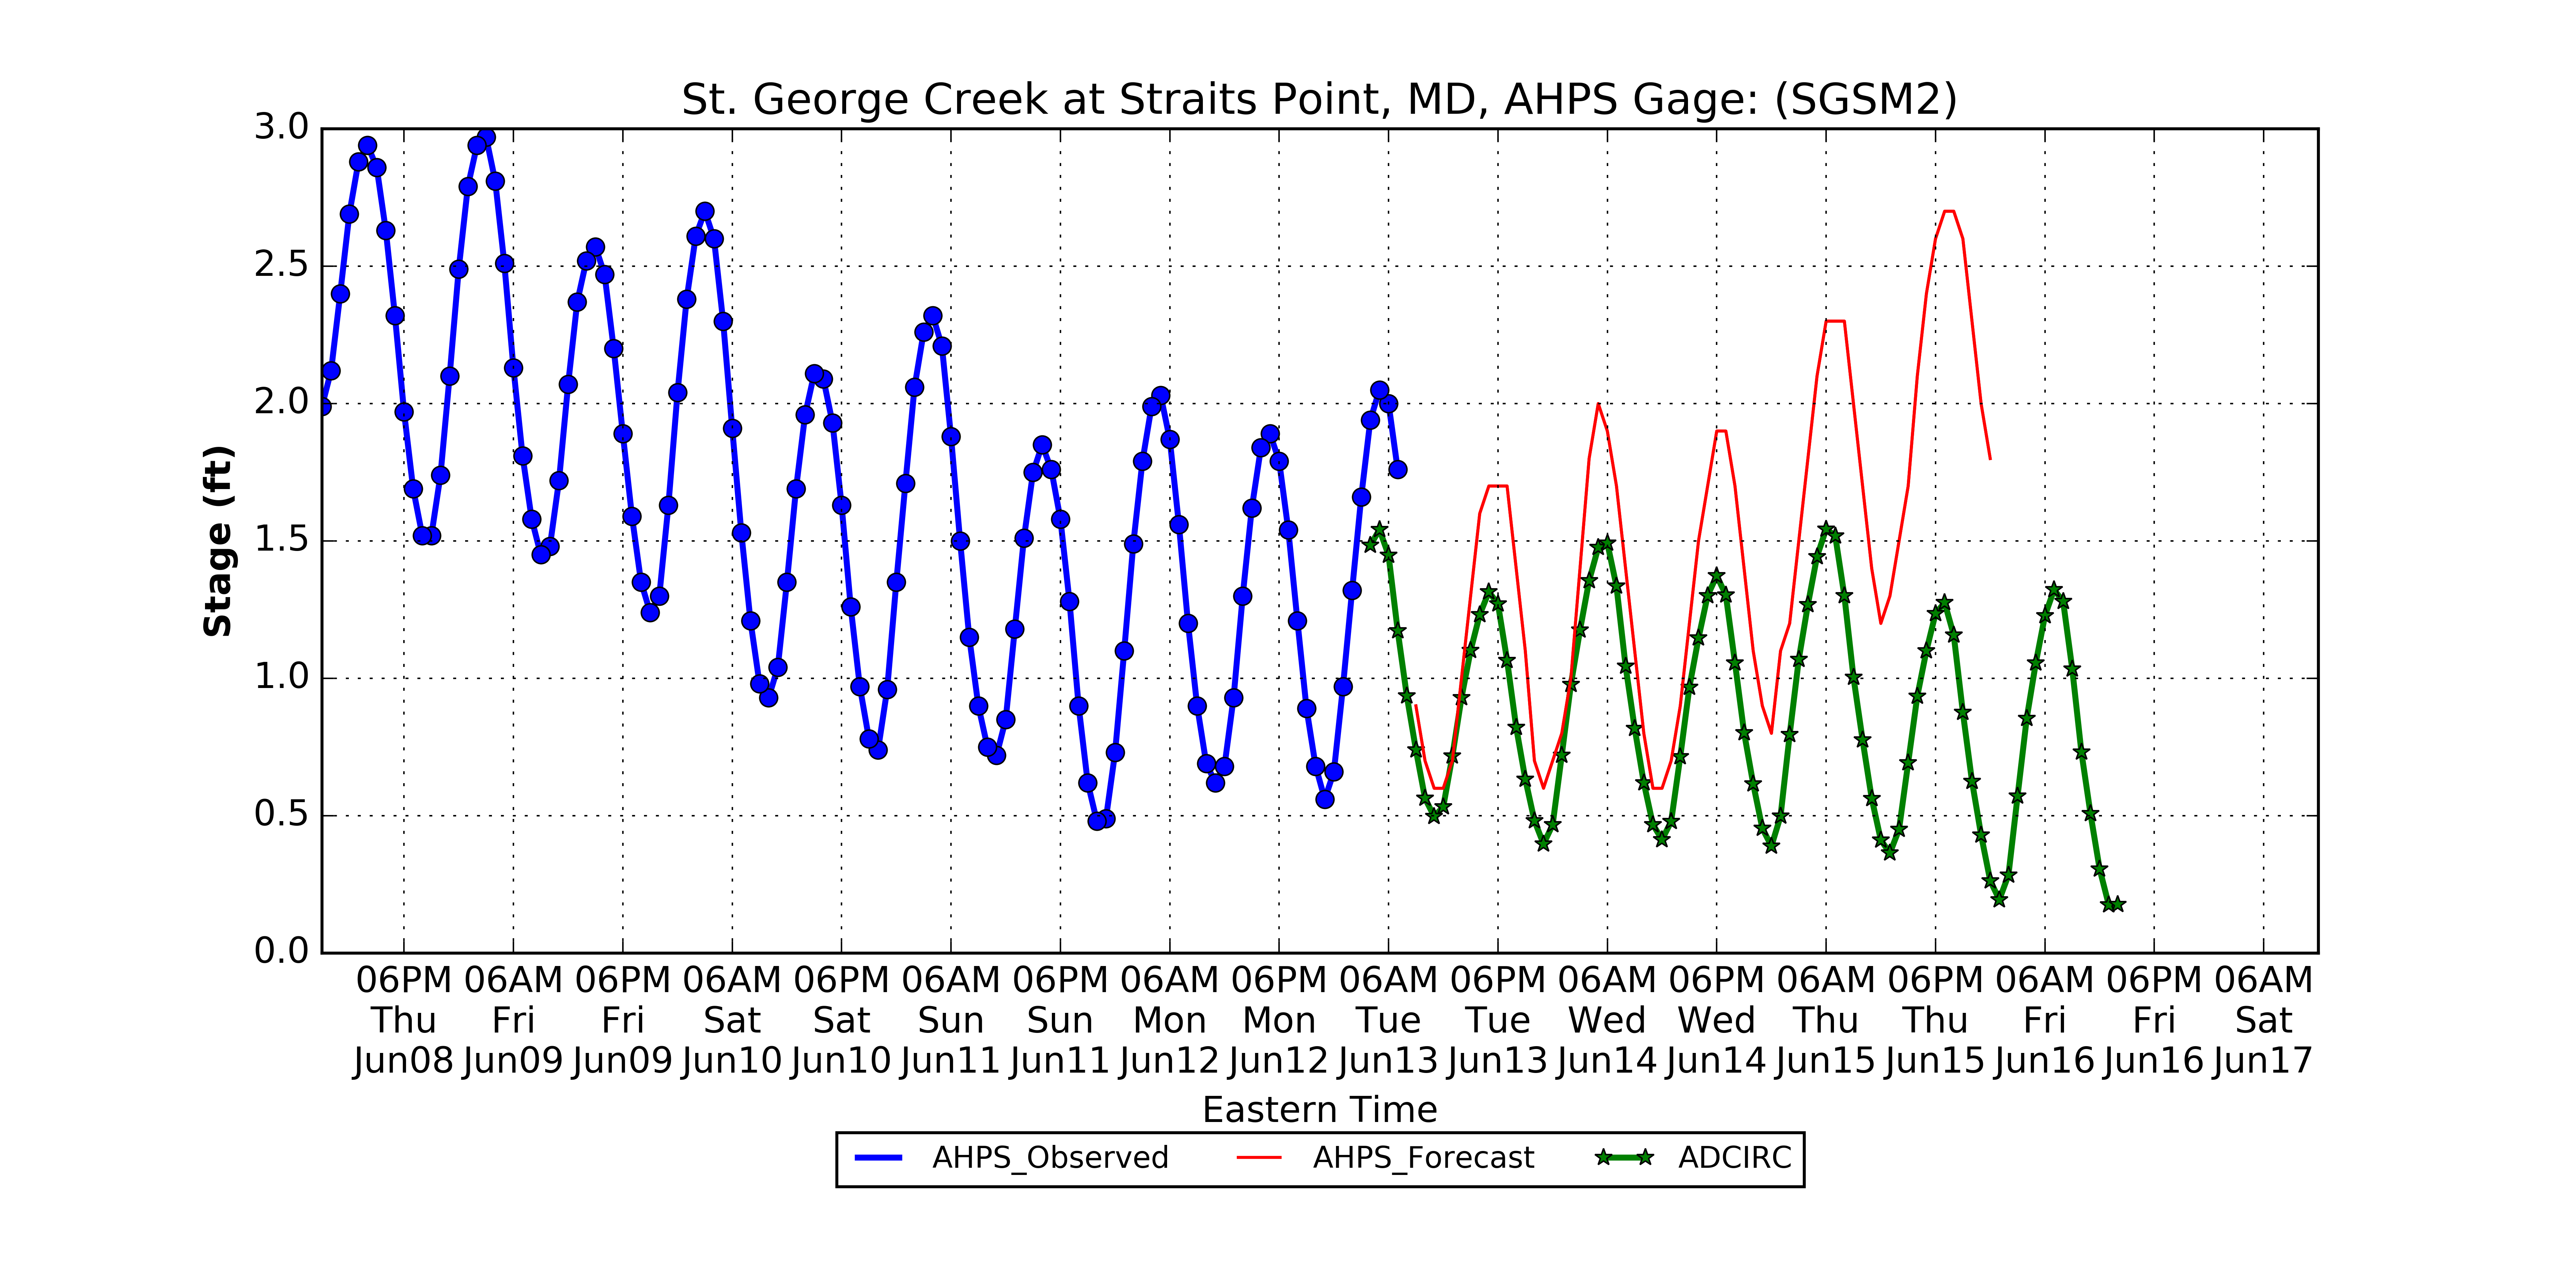 St. George Creek at Straits Point, MD, AHPS Gage: (SGSM2)
3.0
2.5
2.0
1.5
1.0
0.5
0.0
Stage (ft)
06PM 06AM 06PM 06AM 06PM 06AM 06PM 06AM 06PM 06AM 06PM 06AM 06PM 06AM 06PM 06AM 06PM 06AM
Thu Fri Fri Sat Sat Sun Sun Mon Mon Tue Tue Wed Wed Thu Thu Fri Fri Sat
Jun08 Jun09 Jun09 Jun10 Jun10 Jun11 Jun11 Jun12 Jun12 Jun13 Jun13 Jun14 Jun14 Jun15 Jun15 Jun16 Jun16 Jun17
Eastern Time
AHPS_Observed AHPS_Forecast ADCIRC